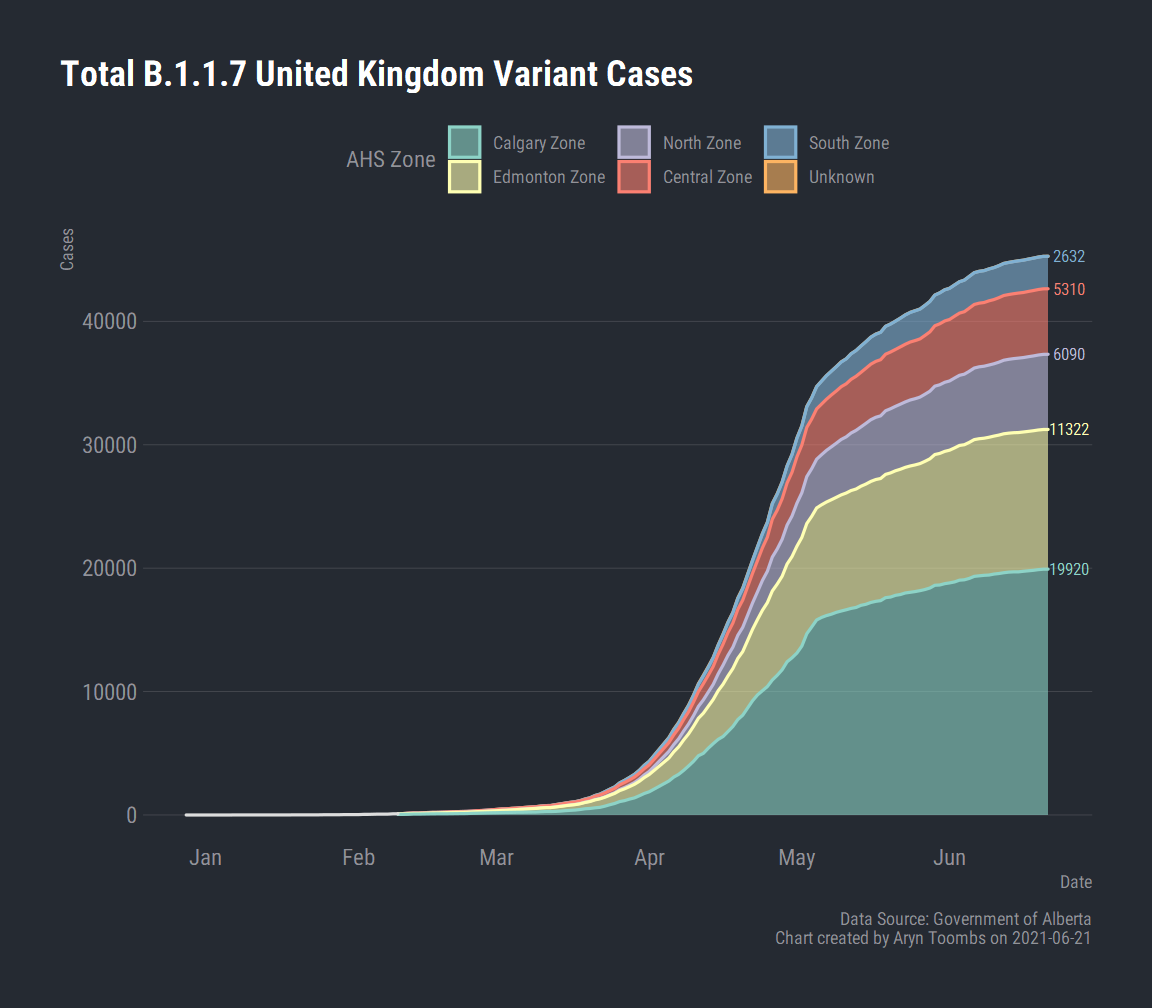 Total B.1.1.7 United Kingdom Variant Cases
AHS Zone
Calgary Zone
North Zone
South Zone
Edmonton Zone
Central Zone
Unknown
Cases
2632
5310
40000
6090
11322
30000
20000
19920
10000
0
Jan
Feb
Mar
Apr
May
Jun
Date
Data Source: Government of Alberta
Chart created by Aryn Toombs on 2021-06-21